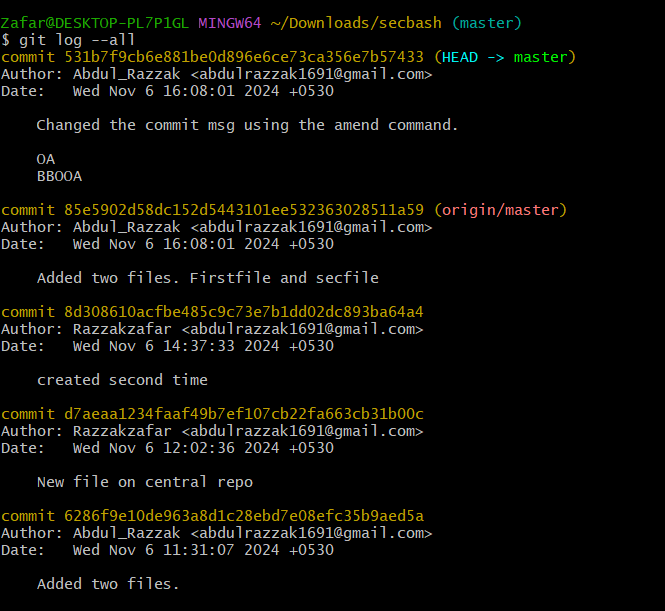 Zafar@DESKTOP-PL7P1GL MINGW64 ~/Downloads/secbash (master)
$ git log --all
commit 531b7f9cb6e881be0d896e6ce73ca356e7b57433 (HEAD -> master)
Author: Abdul_Razzak <abdulrazzak1691@gmail.com>
Date:   Wed Nov 6 16:08:01 2024 +0530
    Changed the commit msg using the amend command.
    OA
    BBOOA
commit 85e5902d58dc152d5443101ee532363028511a59 (origin/master)
Author: Abdul_Razzak <abdulrazzak1691@gmail.com>
Date:   Wed Nov 6 16:08:01 2024 +0530
    Added two files. Firstfile and secfile
commit 8d308610acfbe485c9c73e7b1dd02dc893ba64a4
Author: Razzakzafar <abdulrazzak1691@gmail.com>
Date:   Wed Nov 6 14:37:33 2024 +0530
    created second time
commit d7aeaa1234faaf49b7ef107cb22fa663cb31b00c
Author: Razzakzafar <abdulrazzak1691@gmail.com>
Date:   Wed Nov 6 12:02:36 2024 +0530
    New file on central repo
commit 6286f9e10de963a8d1c28ebd7e08efc35b9aed5a
Author: Abdul_Razzak <abdulrazzak1691@gmail.com>
Date:   Wed Nov 6 11:31:07 2024 +0530
    Added two files.